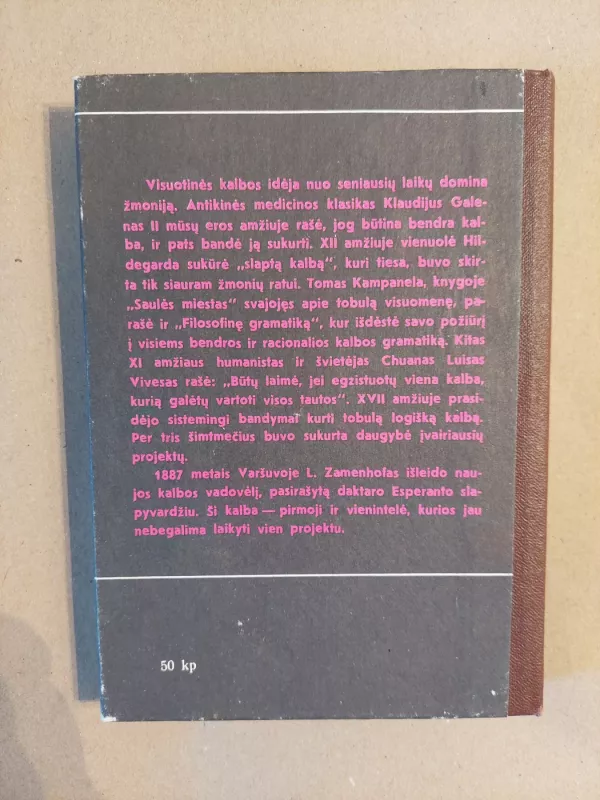 Visuotinės kalbos idėja nuo seniausių laikų domina
žmoniją. Antikinės medicinos klasikas Klaudijus Gale-
nas II mūsų eros amžiuje rašė, jog būtina bendra kal-
ba, ir pats bandė ją sukurti. XII amžiuje vienuolė Hil-
degarda sukūrė „slaptą kalbą“, kuri tiesa, buvo skir-
ta tik siauram žmonių ratui. Tomas Kampanela, knygoje
„Saulės miestas“ svajojęs apie tobulą visuomenę, pa-
rašė ir „Filosofinę gramatiką“, kur išdėstė savo požiūrį
į visiems bendros ir racionalios kalbos gramatiką. Kitas
XI amžiaus humanistas ir švietėjas Chuanas Luisas
Vivesas rašė: „Būtų laimė, jei egzistuotų viena kalba,
kurią galėtų vartoti visos tautos“. XVII amžiuje prasi-
dėjo sistemingi bandymai kurti tobulą logišką kalbą.
Per tris šimtmečius buvo sukurta daugybė įvairiausių
projektų.
1887 metais Varšuvoje L. Zamenhofas išleido nau-
jos kalbos vadovėlį, pasirašytą daktaro Esperanto sla-
pyvardžiu. Ši kalba — pirmoji ir vienintelė, kurios jau
nebegalima laikyti vien projektu.
50 kp